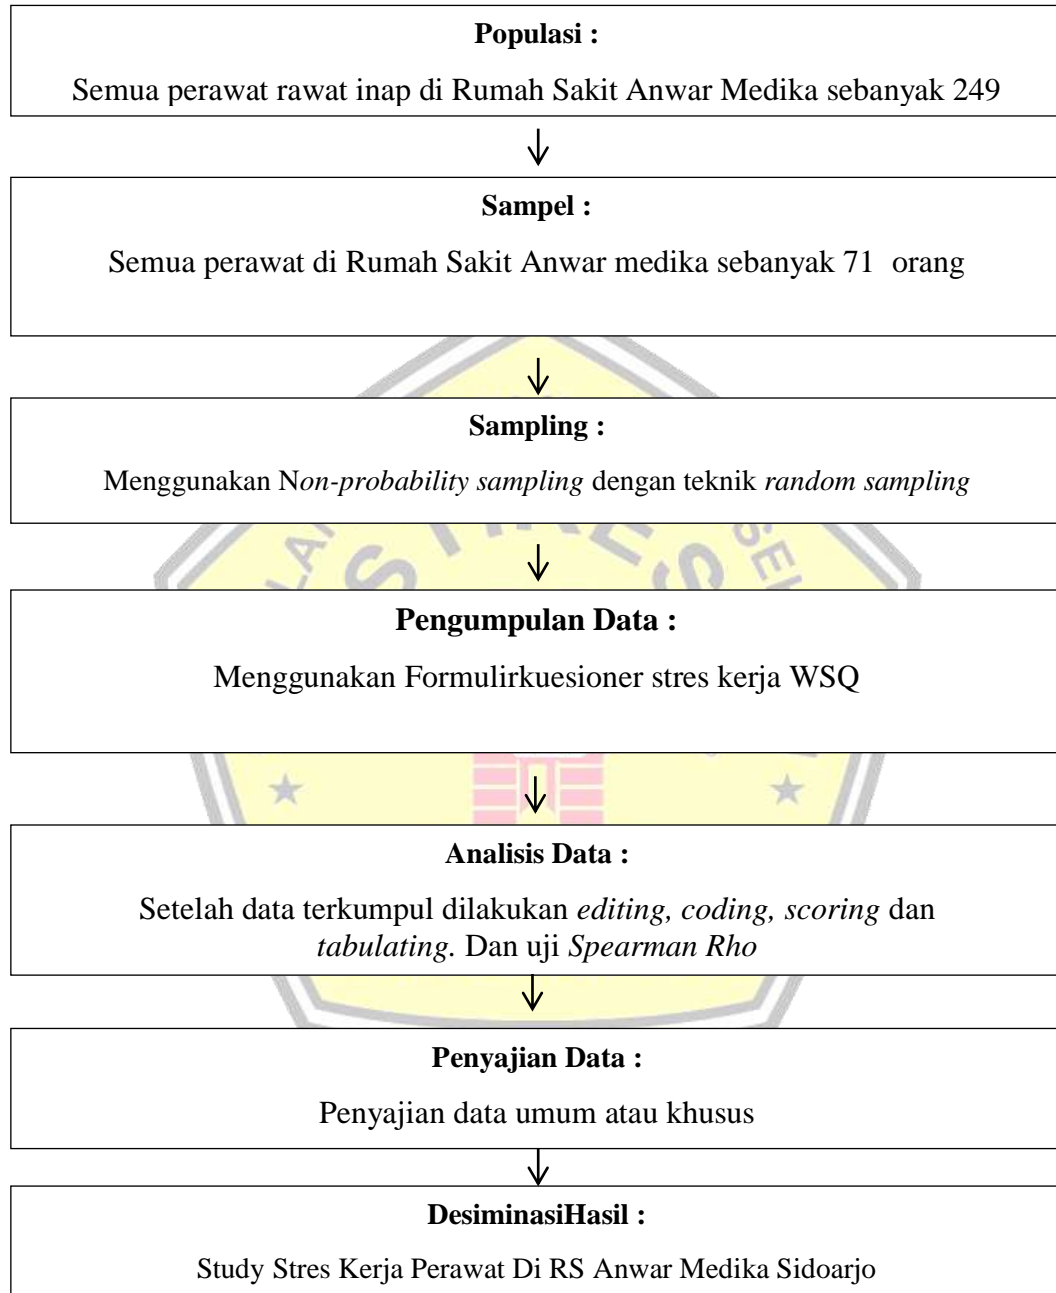 Populasi :
Semua perawat rawat inap di Rumah Sakit Anwar Medika sebanyak 249
Sampel :
Semua perawat di Rumah Sakit Anwar medika sebanyak 71 orang
Sampling :
Menggunakan Non-probability sampling dengan teknik random sampling
Pengumpulan Data :
Menggunakan Formulirkuesioner stres kerja WSQ
Analisis Data :
Setelah data terkumpul dilakukan editing, coding, scoring dan
tabulating. Dan uji Spearman Rho
Penyajian Data :
Penyajian data umum atau khusus
DesiminasiHasil :
Study Stres Kerja Perawat Di RS Anwar Medika Sidoarjo